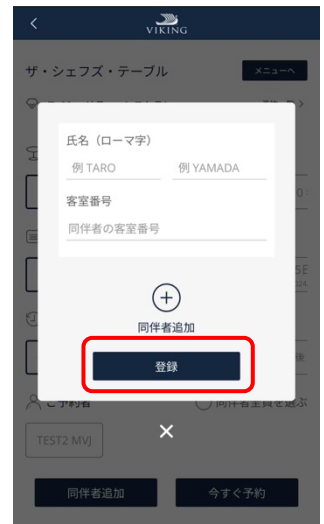 VIKING
ザ・シェフズ・テーブル
メニューへ
氏名（ローマ字）
例 TARO 例 YAMADA
客室番号
同伴者の客室番号
同伴者追加
登録
ご予約者
同伴者全員を選ぶ
TEST2 MVJ
同伴者追加 今すぐ予約